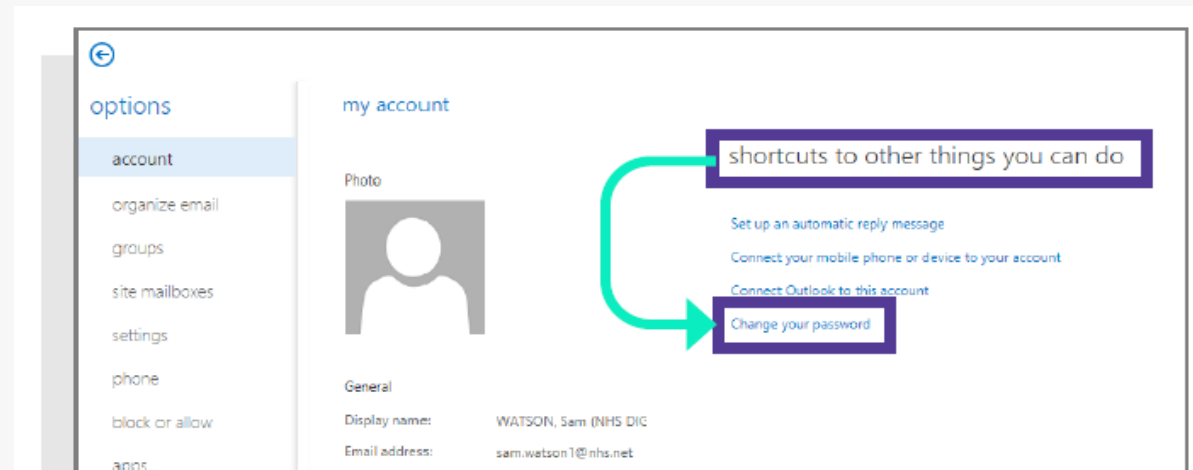 options
account
organize email
groups
site mailboxes
settings
phone
block or allow
apps
my account
Photo
shortcuts to other things you can do
Set up an automatic reply message
Connect your mobile phone or device to your account
Connect Outlook to this account
Change your password
General
Display name: WATSON, Sam (NHS DIG
Email address: sam.watson1@nhs.net